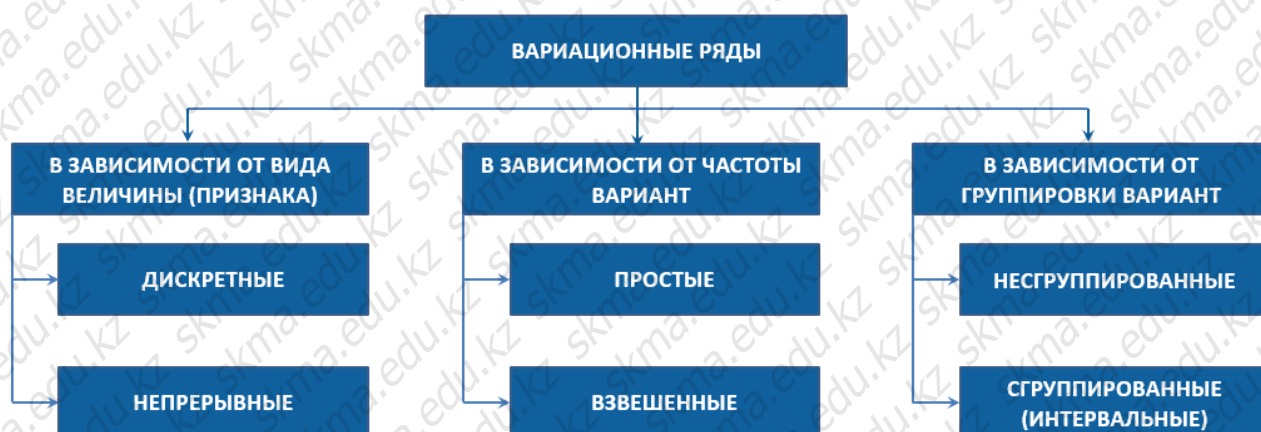 ВАРИАЦИОННЫЕ РЯДЫ
В ЗАВИСИМОСТИ ОТ ВИДА
ВЕЛИЧИНЫ (ПРИЗНАКА)
ДИСКРЕТНЫЕ
НЕПРЕРЫВНЫЕ
В ЗАВИСИМОСТИ ОТ ЧАСТОТЫ
ВАРИАНТ
ПРОСТЫЕ
ВЗВЕШЕННЫЕ
В ЗАВИСИМОСТИ ОТ
ГРУППИРОВКИ ВАРИАНТ
НЕСГРУППИРОВАННЫЕ
СГРУППИРОВАННЫЕ
(ИНТЕРВАЛЬНЫЕ)
skma.edu.kz